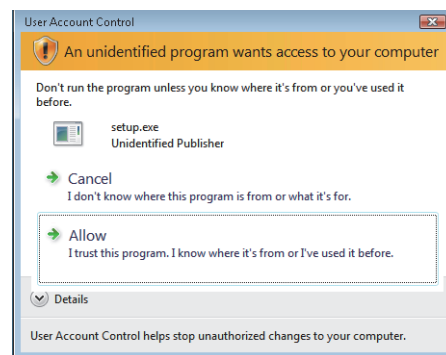 User Account Control
An unidentified program wants access to your computer
Don't run the program unless you know where it's from or you've used it
before.
setup.exe
Unidentified Publisher
Cancel
I don't know where this program is from or what it's for.
Allow
I trust this program. I know where it's from or I've used it before.
Details
User Account Control helps stop unauthorized changes to your computer.